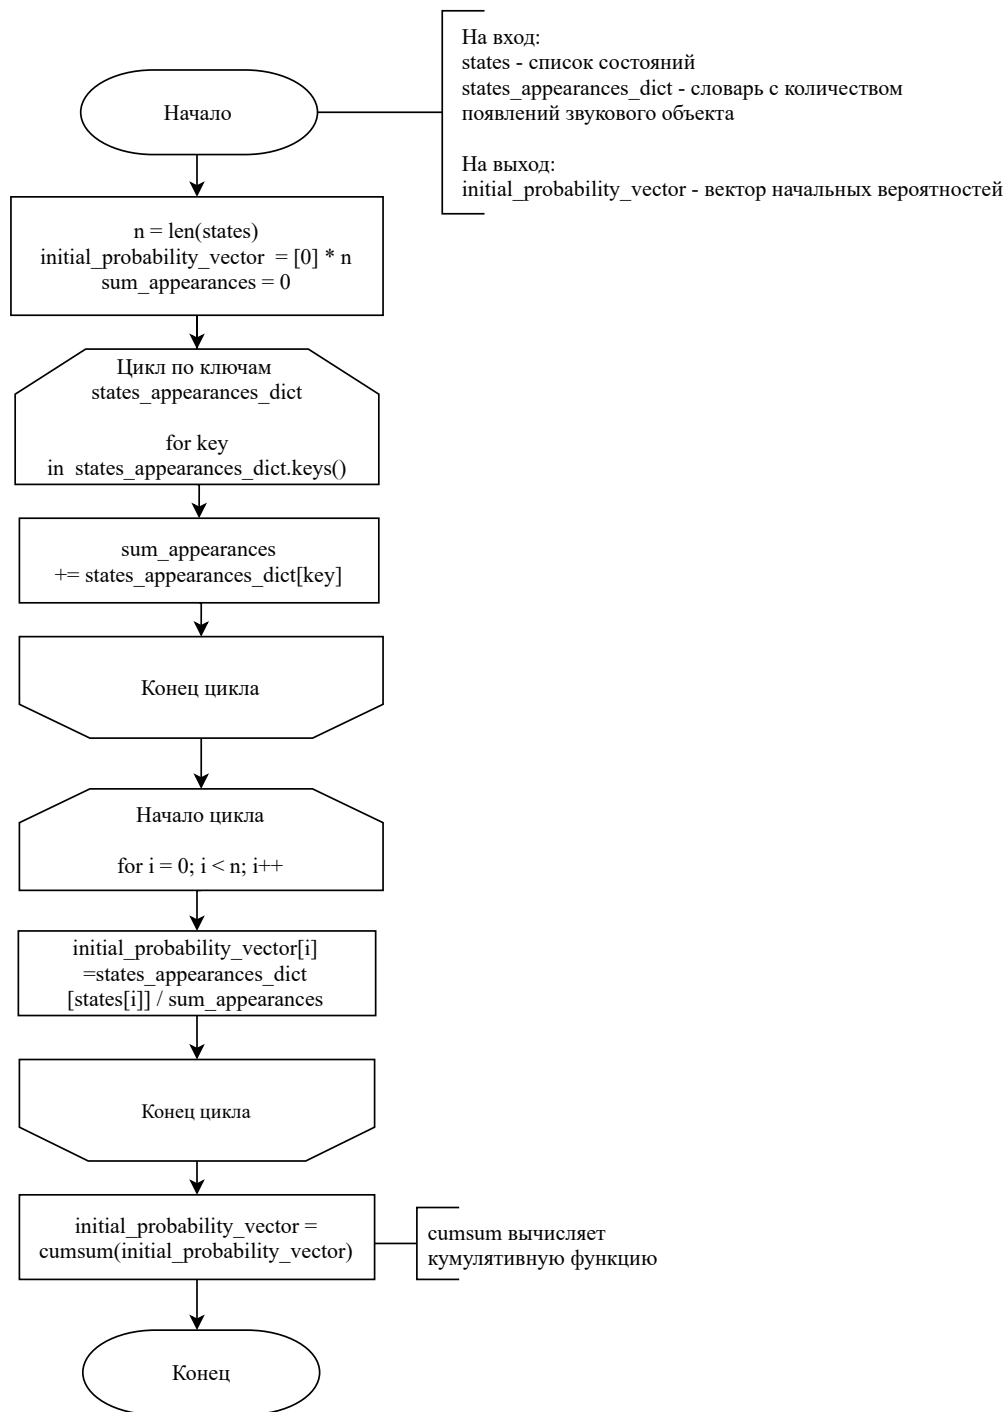 Начало
На вход:
states - список состояний
states_appearances_dict - словарь с количеством
появлений звукового объекта
На выход:
initial_probability_vector - вектор начальных вероятностей
n = len(states)
initial_probability_vector = [0] * n
sum_appearances = 0
Цикл по ключам
states_appearances_dict
for key
in states_appearances_dict.keys()
sum_appearances
+= states_appearances_dict[key]
Конец цикла
Начало цикла
for i = 0; i < n; i++
initial_probability_vector[i]
=states_appearances_dict
[states[i]] / sum_appearances
Конец цикла
initial_probability_vector =
cumsum(initial_probability_vector)
cumsum вычисляет
кумулятивную функцию
Конец